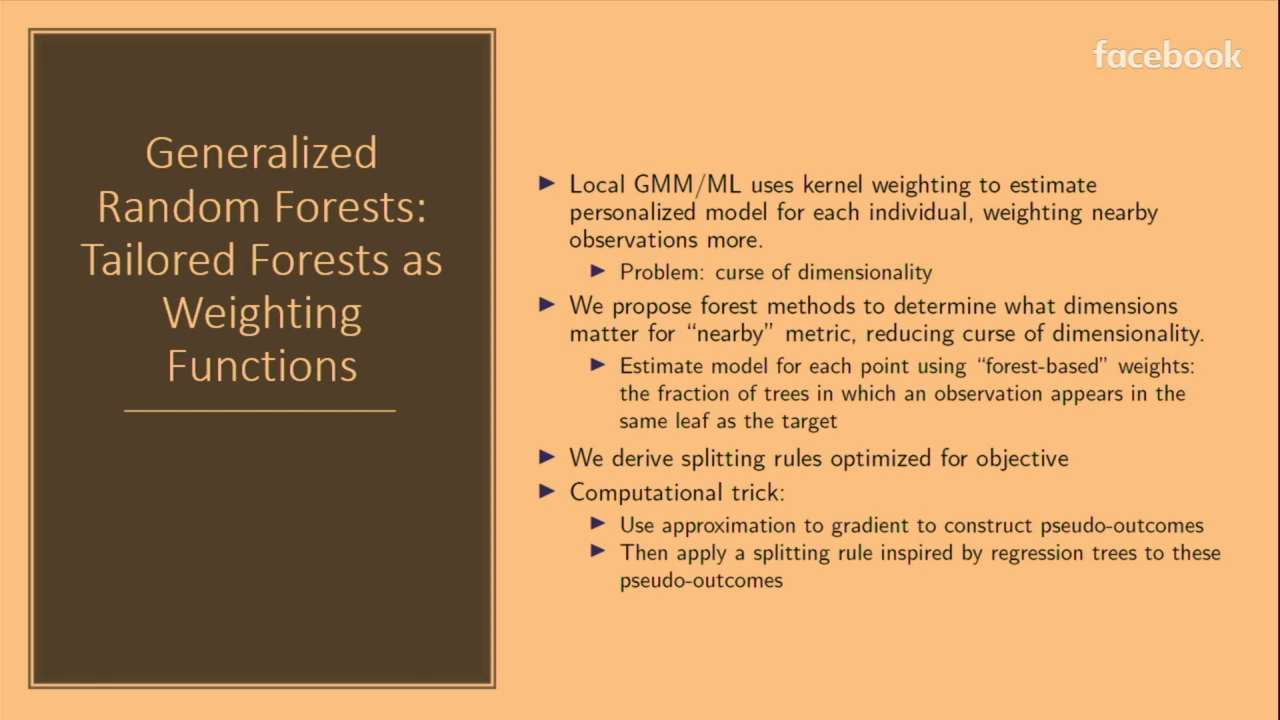 facebook
Generalized
Random Forests:
Tailored Forests as
Weighting
Functions
Local GMM/ML uses kernel weighting to estimate
personalized model for each individual, weighting nearby
observations more.
Problem: curse of dimensionality
We propose forest methods to determine what dimensions
matter for “nearby” metric, reducing curse of dimensionality.
Estimate model for each point using “forest-based” weights:
the fraction of trees in which an observation appears in the
same leaf as the target
We derive splitting rules optimized for objective
Computational trick:
Use approximation to gradient to construct pseudo-outcomes
Then apply a splitting rule inspired by regression trees to these
pseudo-outcomes